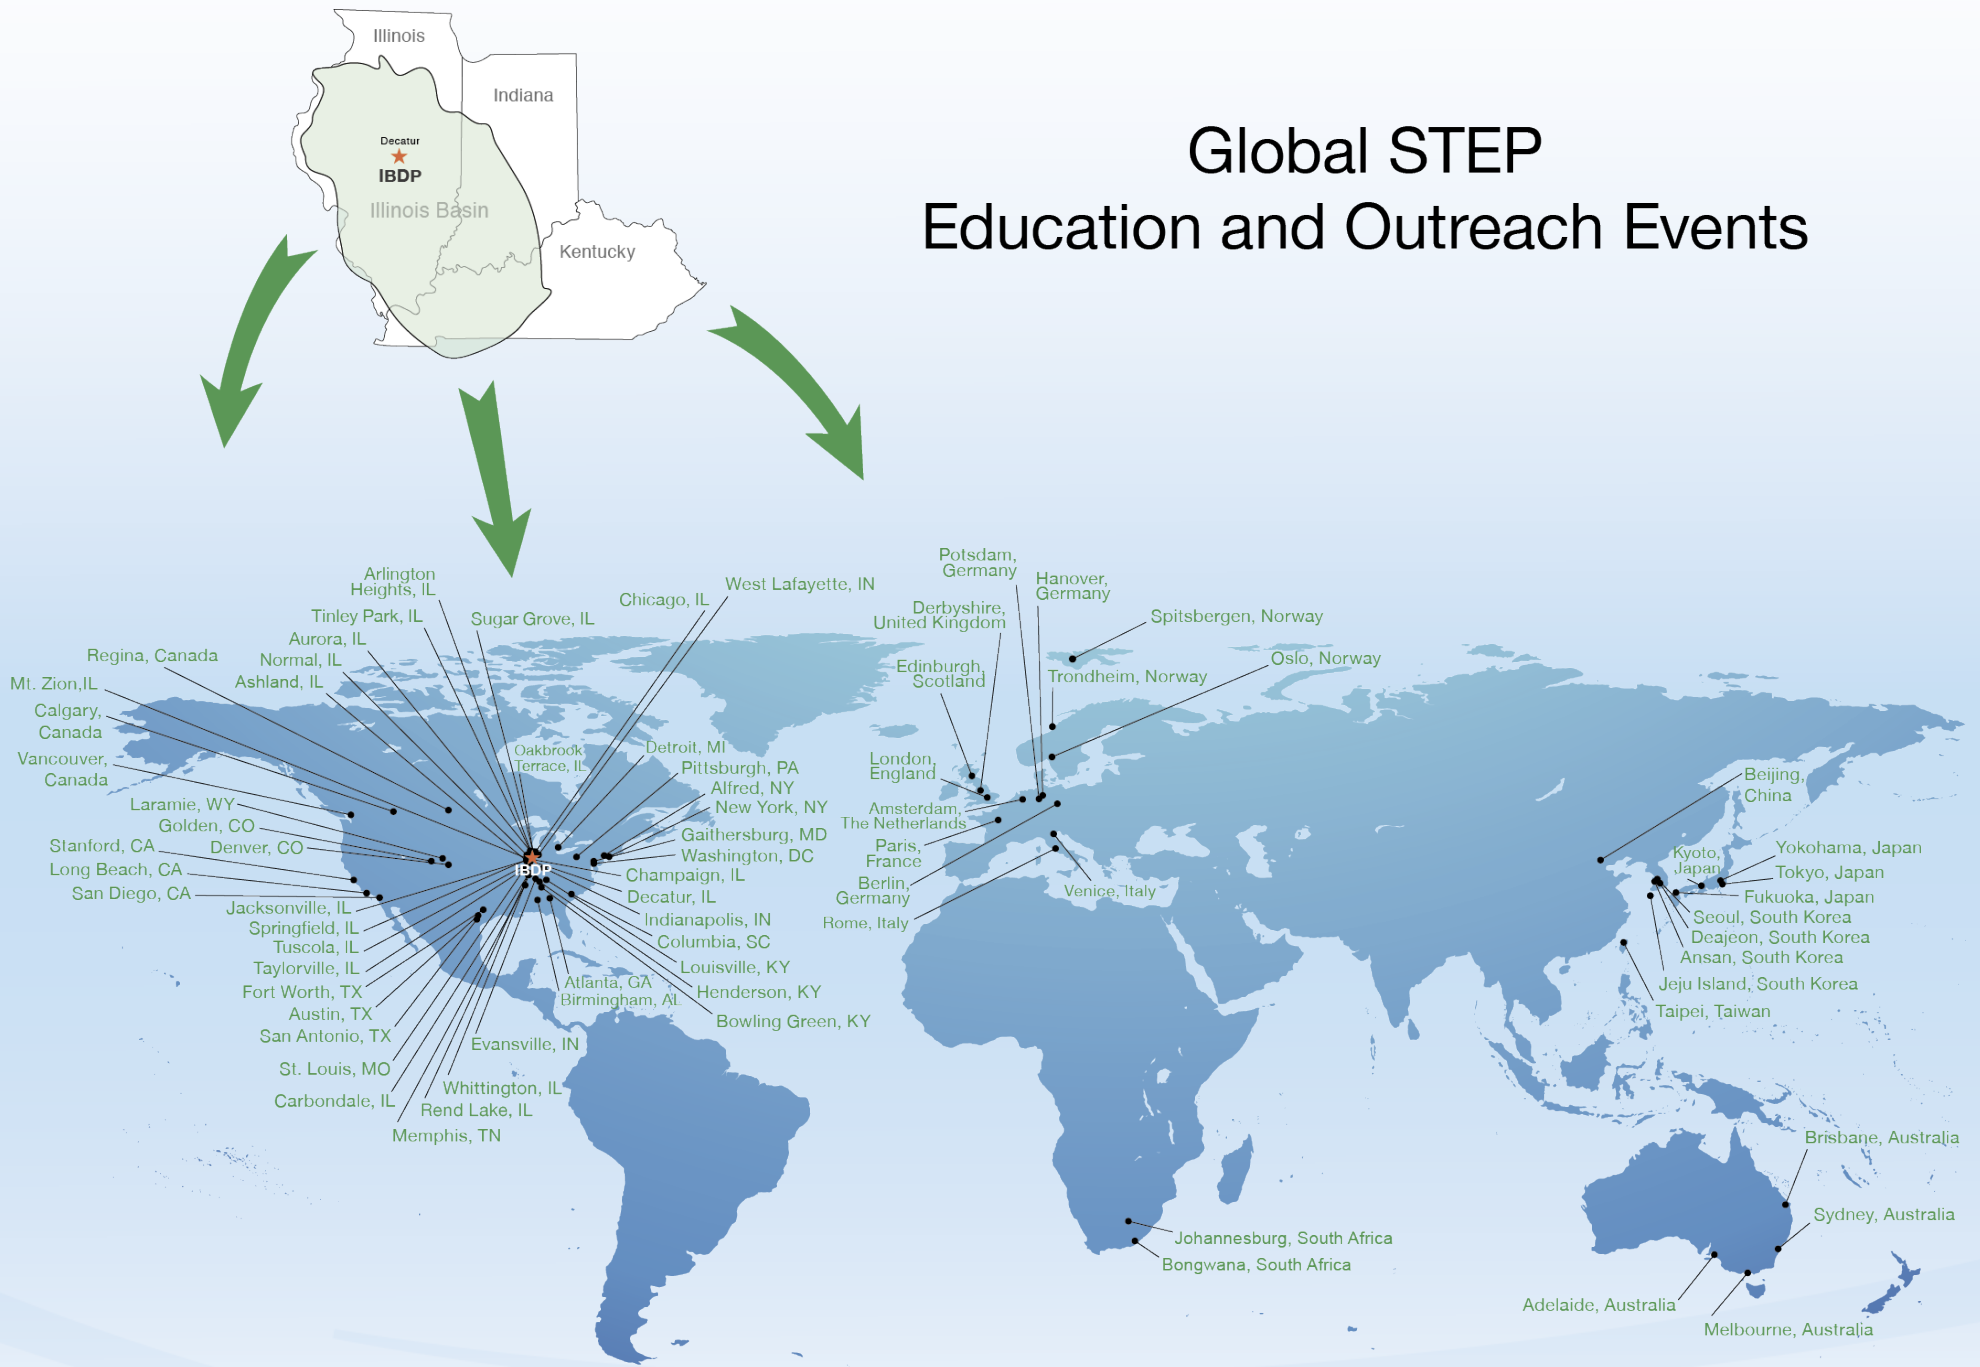 Illinois
Indiana
Decatur
IBDP
Illinois Basin
Kentucky
Global STEP
Education and Outreach Events
Arlington
Heights, IL
Tinley Park, IL
Aurora, IL
Normal, IL
Ashland, IL
Sugar Grove, IL
Chicago, IL
West Lafayette, IN
Regina, Canada
Mt. Zion,IL
Calgary,
Canada
Vancouver,
Canada
Laramie, WY
Golden, CO
Denver, CO
Stanford, CA
Long Beach, CA
San Diego, CA
Oakbrook
Terrace, IL
Detroit, MI
Pittsburgh, PA
Alfred, NY
New York, NY
Gaithersburg, MD
Washington, DC
Champaign, IL
Decatur, IL
Indianapolis, IN
Columbia, SC
Louisville, KY
Henderson, KY
Bowling Green, KY
IBDP
Jacksonville, IL
Springfield, IL
Tuscola, IL
Taylorville, IL
Fort Worth, TX
Austin, TX
San Antonio, TX
St. Louis, MO
Carbondale, IL
Memphis, TN
Rend Lake, IL
Whittington, IL
Evansville, IN
Atlanta, GA
Birmingham, AL
Potsdam,
Germany
Hanover,
Germany
Derbyshire,
United Kingdom
Edinburgh,
Scotland
Spitsbergen, Norway
Oslo, Norway
Trondheim, Norway
London,
England
Amsterdam,
The Netherlands
Paris,
France
Berlin,
Germany
Rome, Italy
Venice, Italy
Beijing,
China
Kyoto,
Japan
Yokohama, Japan
Tokyo, Japan
Fukuoka, Japan
Seoul, South Korea
Deajeon, South Korea
Ansan, South Korea
Jeju Island, South Korea
Taipei, Taiwan
Johannesburg, South Africa
Bongwana, South Africa
Brisbane, Australia
Sydney, Australia
Adelaide, Australia
Melbourne, Australia